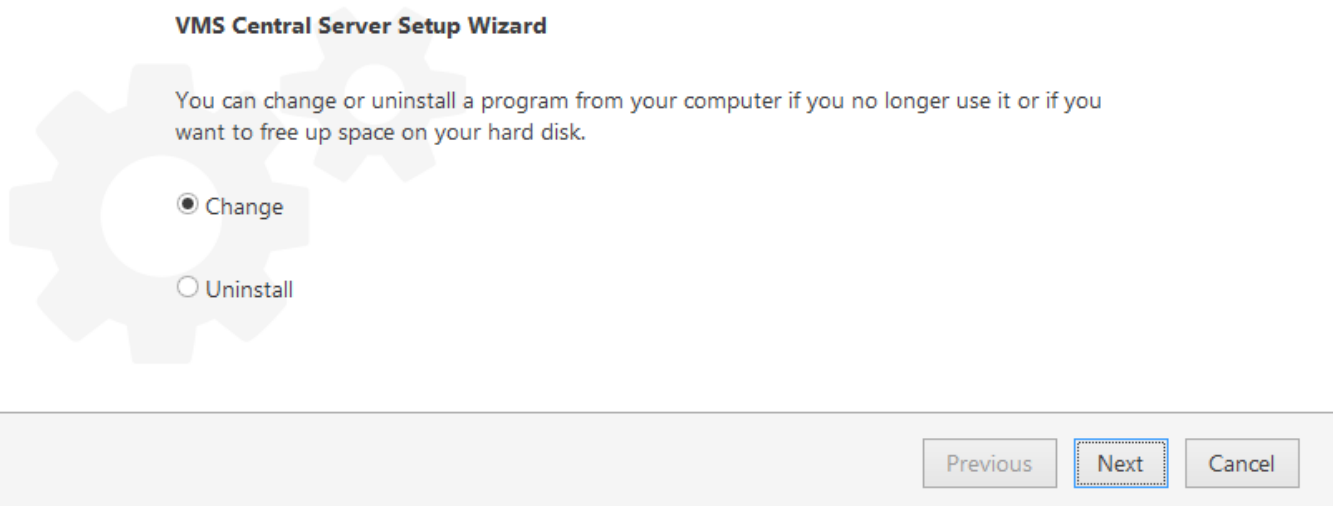 VMS Central Server Setup Wizard
You can change or uninstall a program from your computer if you no longer use it or if you
want to free up space on your hard disk.
Change
Uninstall
Previous Next Cancel